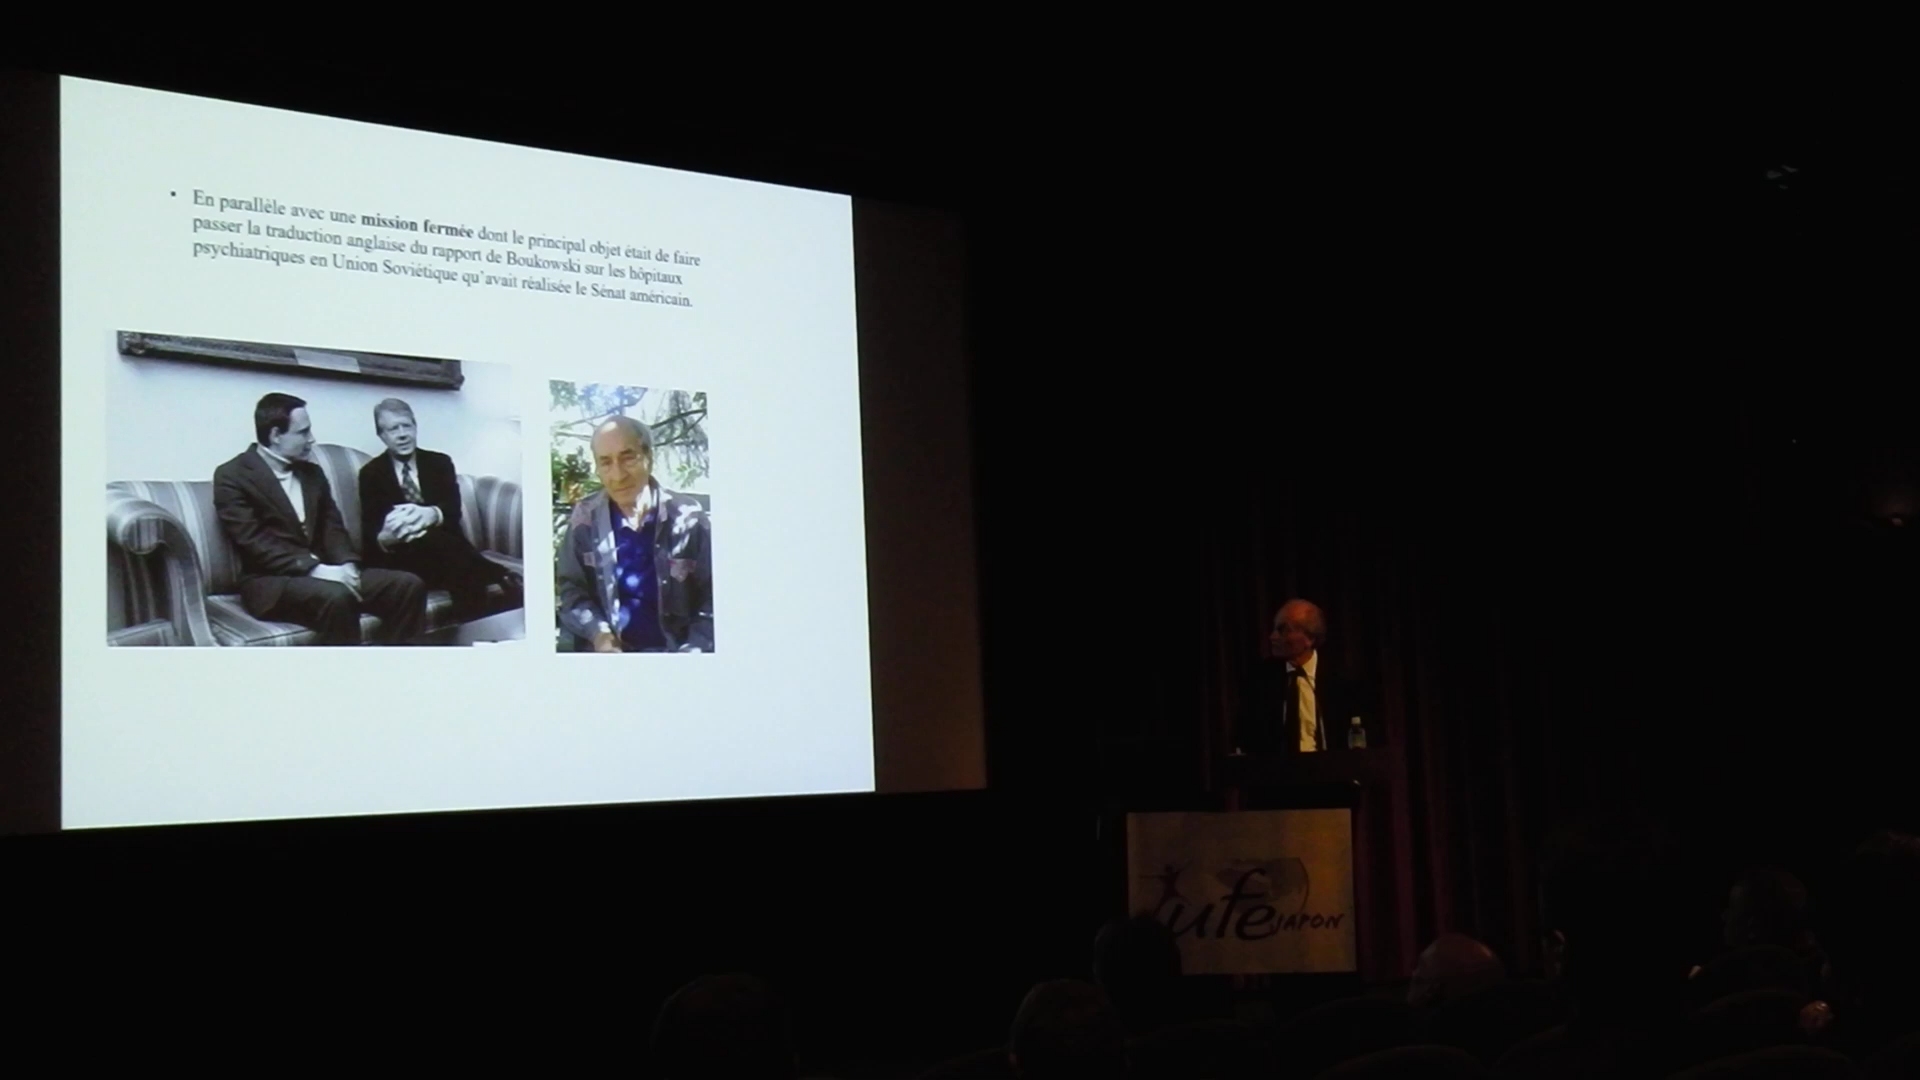 • En parallèle avec une mission fermée dont le principal objet était de faire
passer la traduction anglaise du rapport de Boukowski sur les hôpitaux
psychiatriques en Union Soviétique qu'avait réalisée le Sénat américain.
ufe JAPON